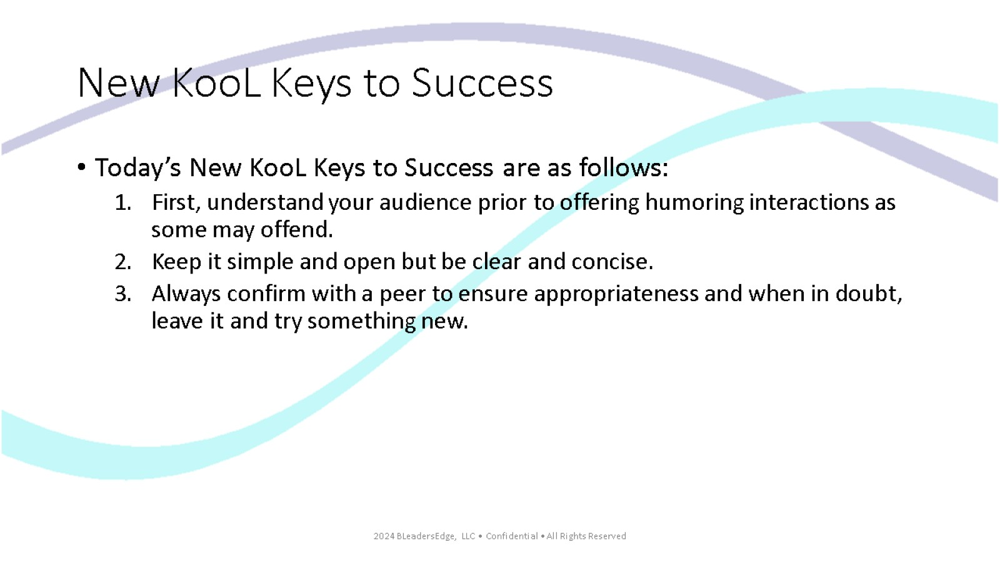 New KooL Keys to Success
• Today’s New KooL Keys to Success are as follows:
1. First, understand your audience prior to offering humoring interactions as
some may offend.
2. Keep it simple and open but be clear and concise.
3. Always confirm with a peer to ensure appropriateness and when in doubt,
leave it and try something new.
2024 BLeadersEdge, LLC • Confidential • All Rights Reserved